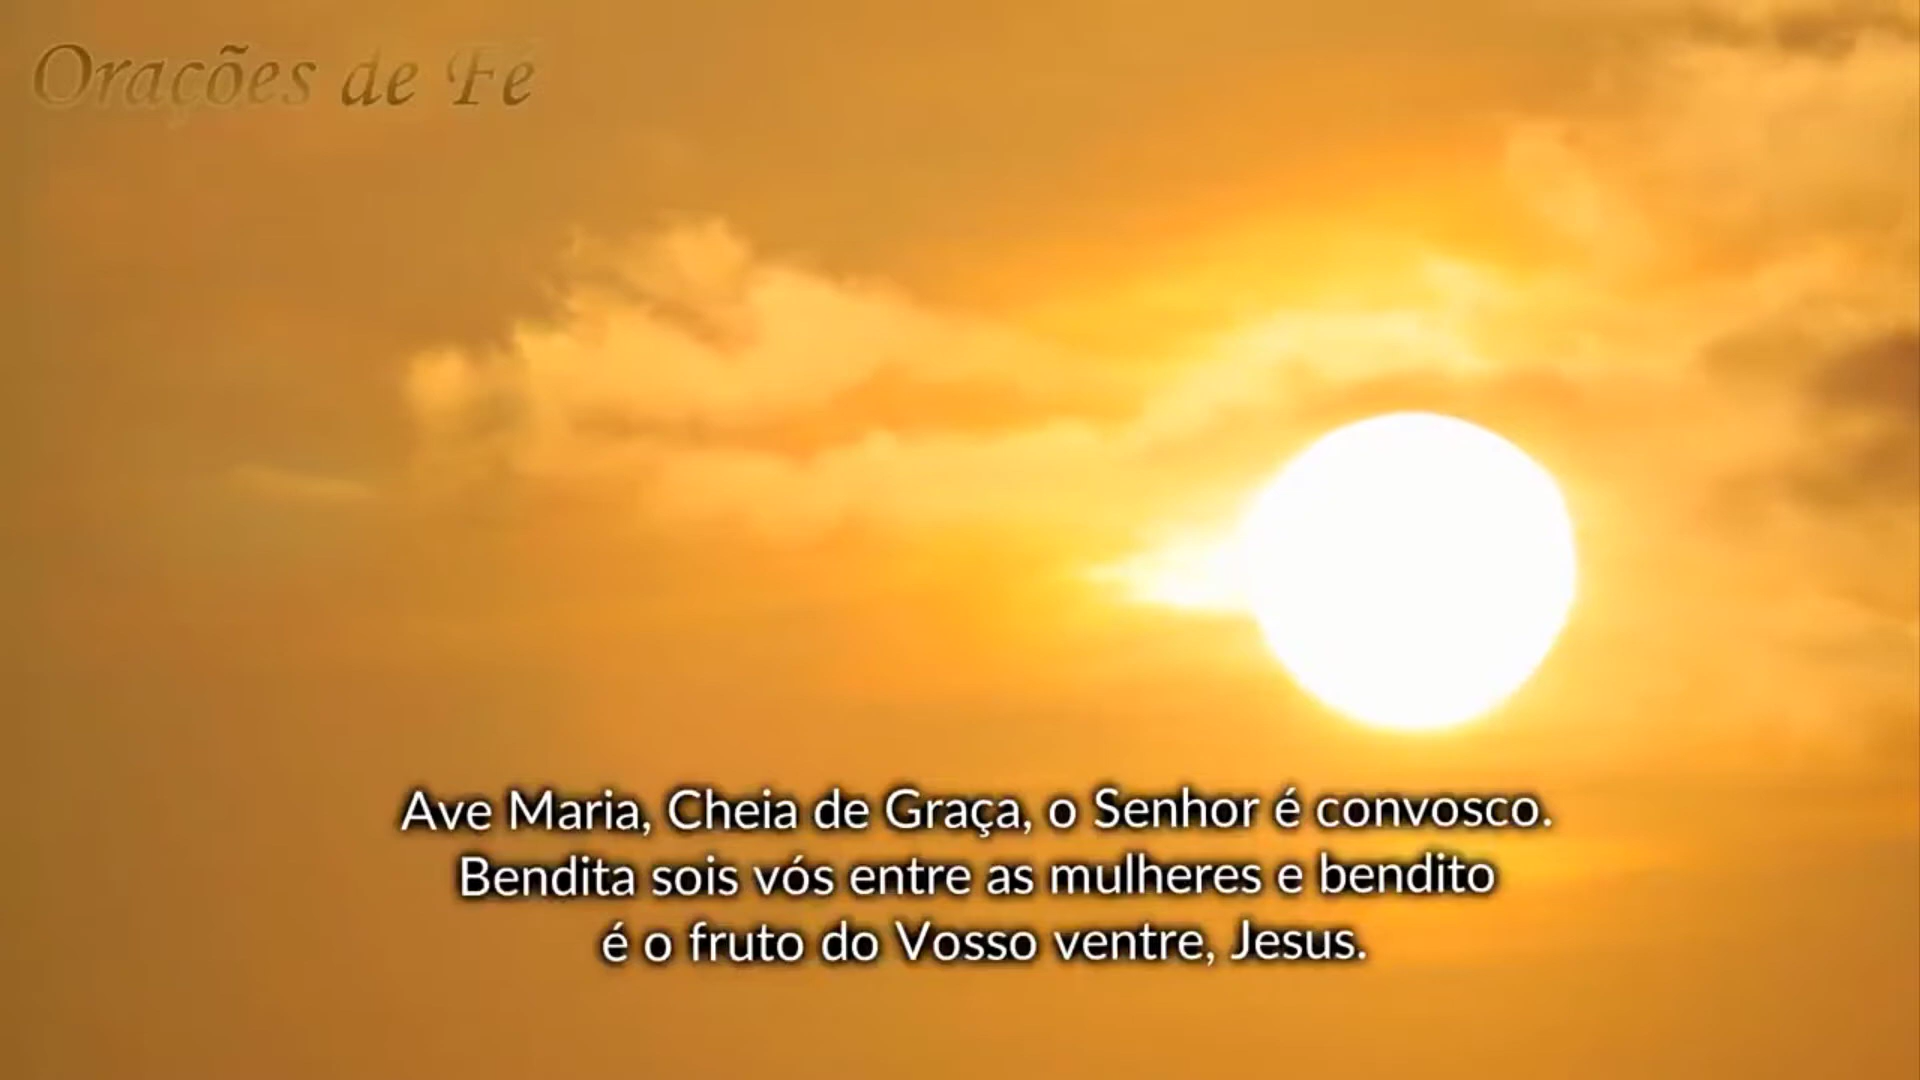 Orações de Fé
Ave Maria, Cheia de Graça, o Senhor é convosco.
Bendita sois vós entre as mulheres e bendito
é o fruto do Vosso ventre, Jesus.